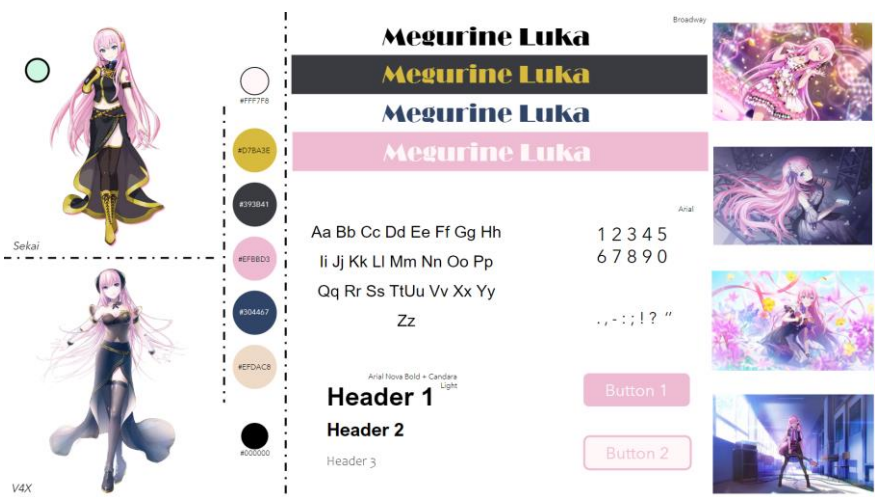 Sekai
V4X
#FFF7F8
#D7BA3E
#393B41
#EFBBD3
#304467
#EFDAC8
#000000
Broadway
Megurine Luka
Megurine Luka
Megurine Luka
Megurine Luka
Arial
Aa Bb Cc Dd Ee Ff Gg Hh
Ii Jj Kk Ll Mm Nn Oo Pp
Qq Rr Ss TtUu Vv Xx Yy
Zz
1 2 3 4 5
6 7 8 9 0
. , - : ; ! ? "
Arial Nova Bold + Candara
Light
Header 1
Header 2
Header 3
Button 1
Button 2